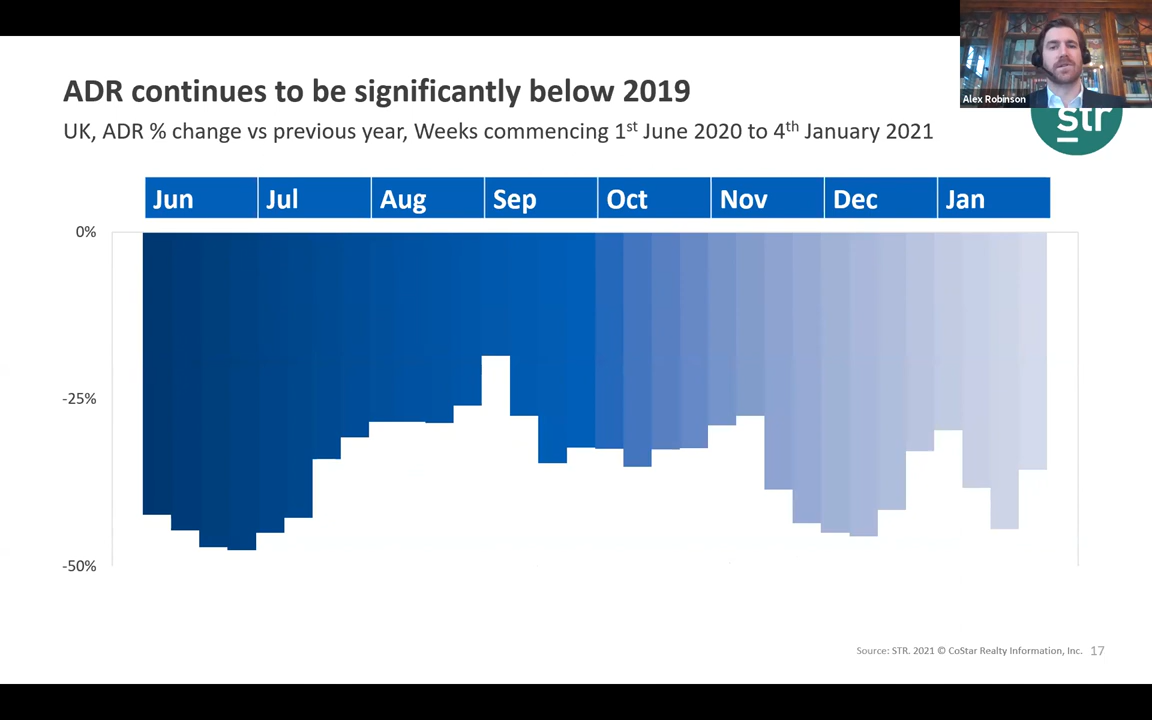 Alex Robinson
str
ADR continues to be significantly below 2019
UK, ADR % change vs previous year, Weeks commencing 1st June 2020 to 4th January 2021
Jun Jul Aug Sep Oct Nov Dec Jan
0%
-25%
-50%
Source: STR. 2021 © CoStar Realty Information, Inc. 17